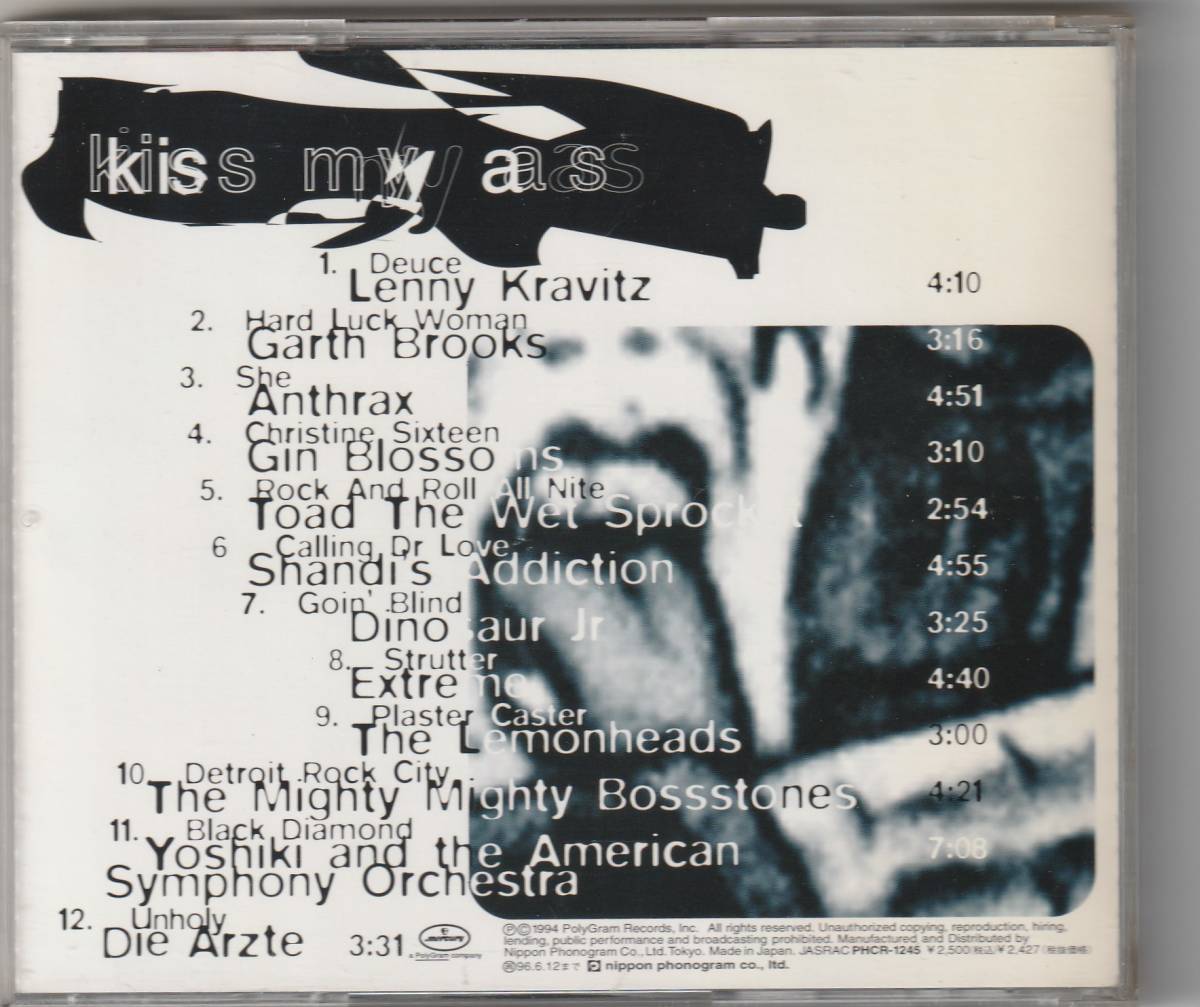 kiss my ass
1. Deuce
Lenny Kravitz 4:10
2. Hard Luck Woman
Garth Brooks 3:16
3. She
Anthrax 4:51
4. Christine Sixteen
Gin Blossoms 3:10
5. Rock And Roll All Nite
Toad The Wet Sprocket 2:54
6 Calling Dr Love
Shandi's Addiction 4:55
7. Goin' Blind
Dinosaur Jr 3:25
8. Strutter
Extreme 4:40
9. Plaster Caster
The Lemonheads 3:00
10. Detroit Rock City
The Mighty Mighty Bossstones 4:21
11. Black Diamond
Yoshiki and the American 7:08
Symphony Orchestra
12. Unholy
Die Arzte 3:31
mercury
a PolyGram company
Ⓟ©1994 PolyGram Records, Inc. All rights reserved. Unauthorized copying, reproduction, hiring,
lending, public performance and broadcasting prohibited. Manufactured and Distributed by
Nippon Phonogram Co., Ltd. Tokyo. Made in Japan. JASRAC PHCR-1245 ¥2,500(税込)¥2,427(税抜価格)
96.6.12まで nippon phonogram co., ltd.